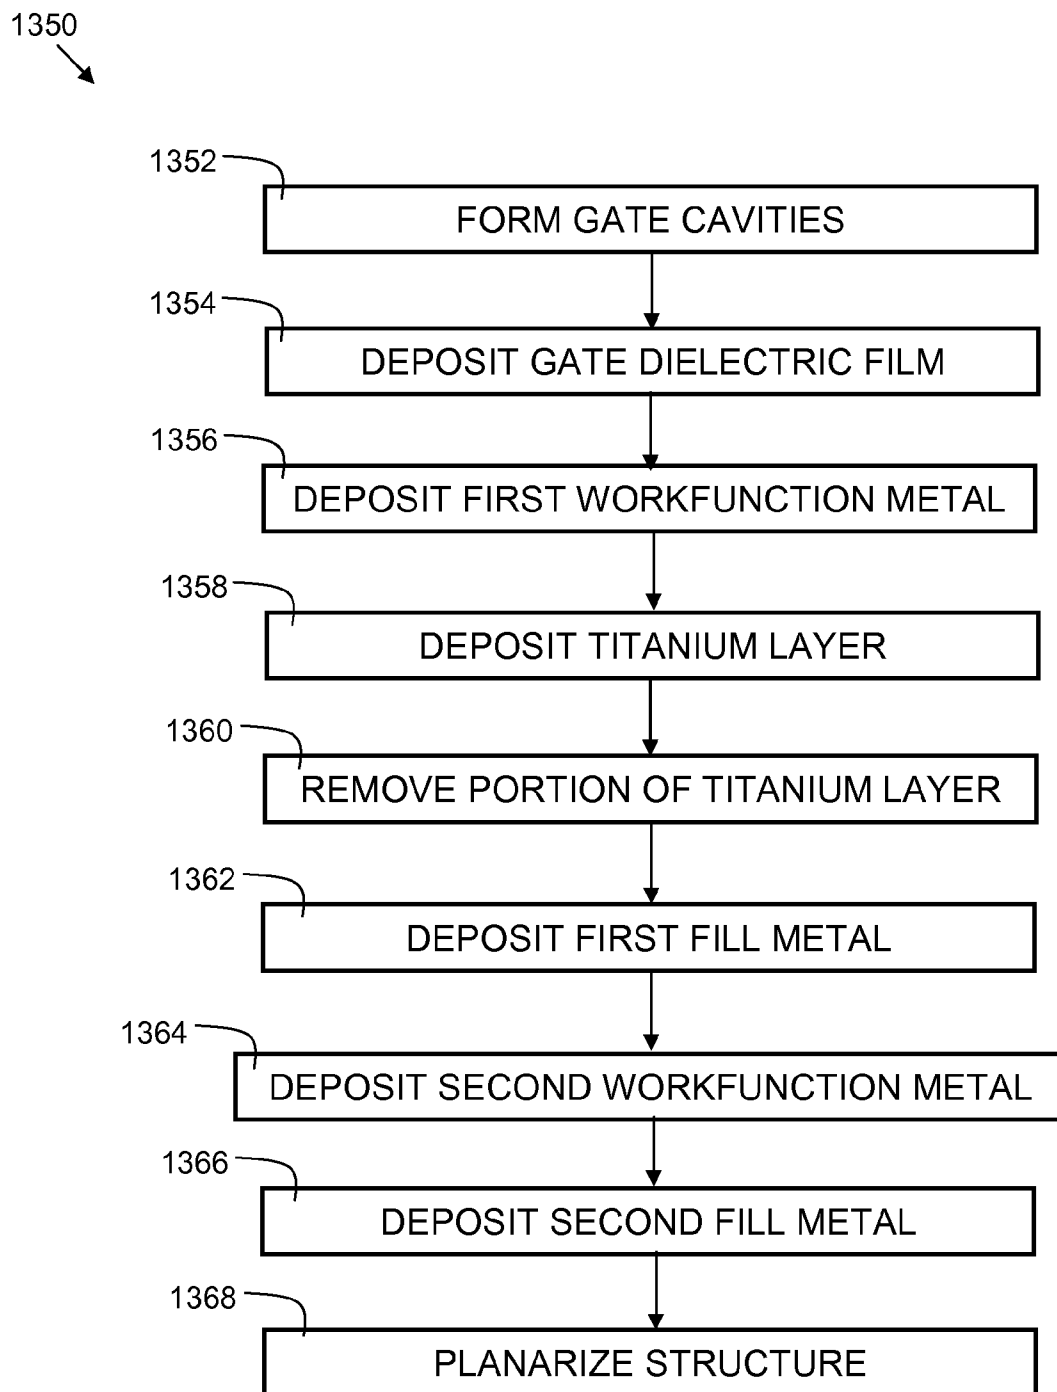 1350
1352
FORM GATE CAVITIES
1354
DEPOSIT GATE DIELECTRIC FILM
1356
DEPOSIT FIRST WORKFUNCTION METAL
1358
DEPOSIT TITANIUM LAYER
1360
REMOVE PORTION OF TITANIUM LAYER
1362
DEPOSIT FIRST FILL METAL
1364
DEPOSIT SECOND WORKFUNCTION METAL
1366
DEPOSIT SECOND FILL METAL
1368
PLANARIZE STRUCTURE